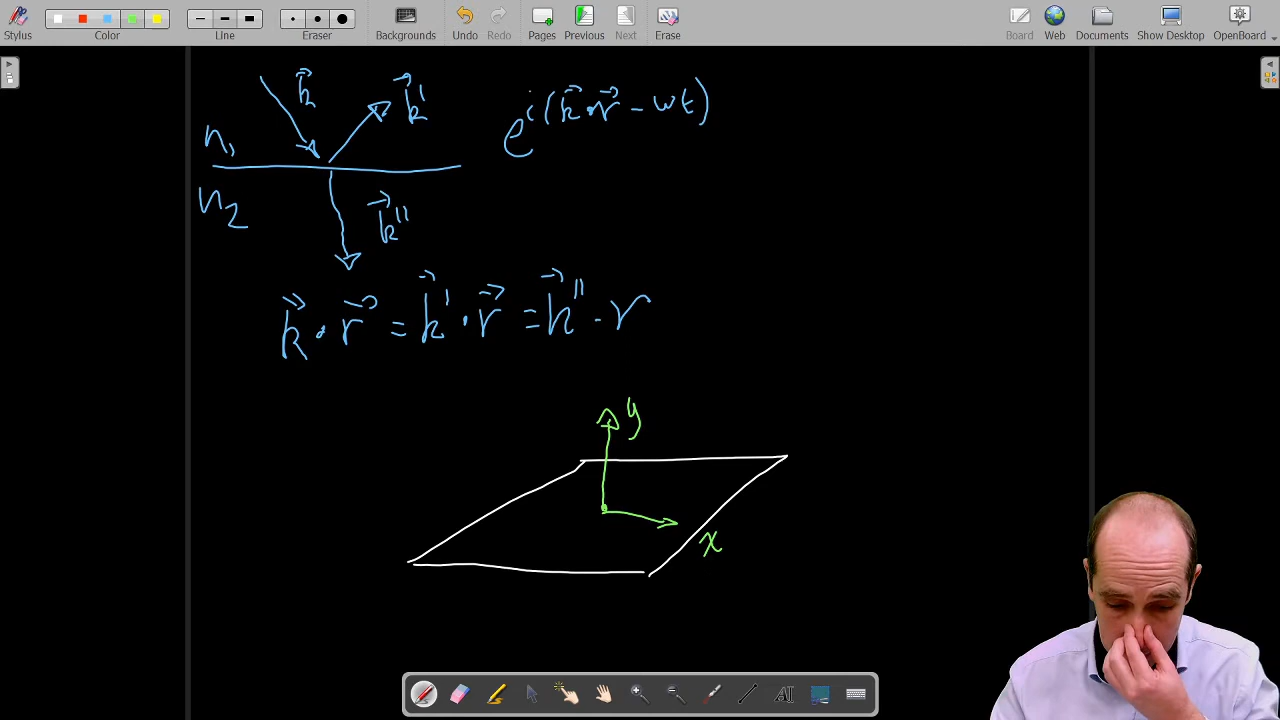 Stylus Color Line Eraser Backgrounds Undo Redo Pages Previous Next Erase Board Web Documents Show Desktop OpenBoard
k⃗ k⃗'
e^{i(k⃗·r⃗ - ωt)}
n₁
n₂
k⃗''
k⃗ · r⃗ = k⃗' · r⃗ = k⃗'' · r
y
x
AI